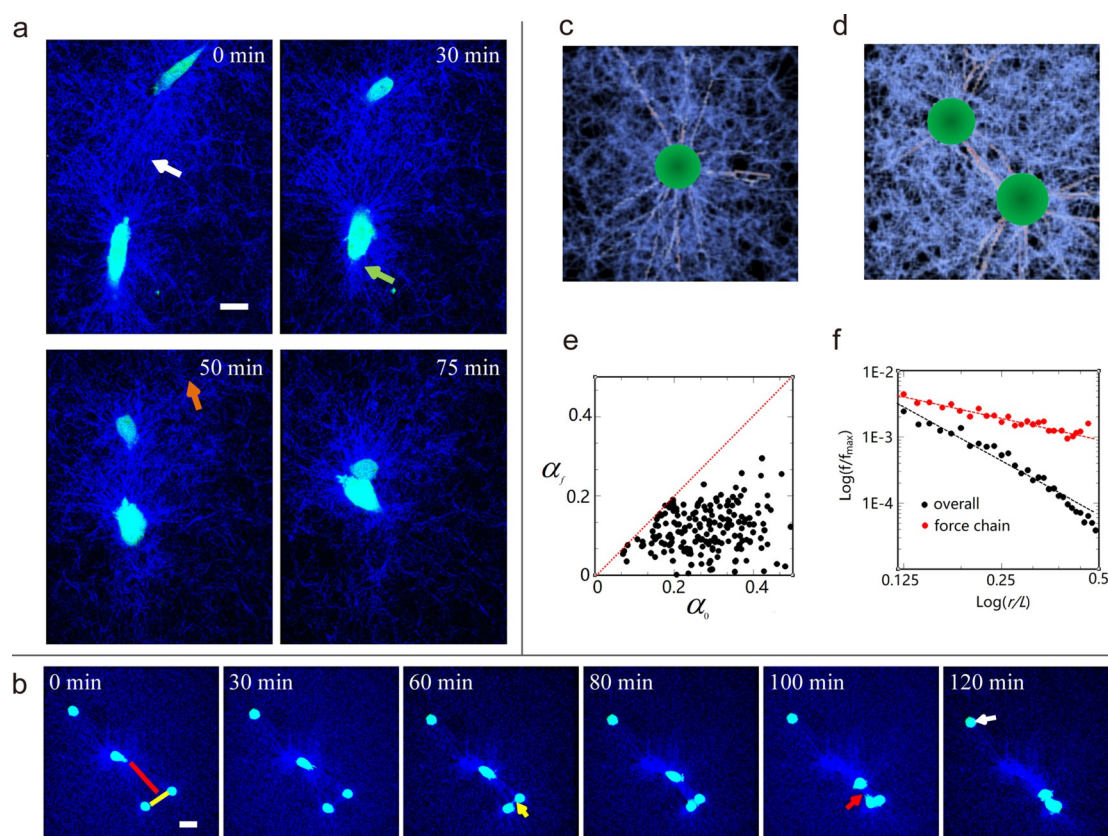 a
0 min
30 min
50 min
75 min
c
d
e
0.4
α_f
0.2
0
0
0.2
0.4
α_0
f
1E-2
1E-3
1E-4
Log(f/f_max)
overall
force chain
0.125
0.25
0.5
Log(r/L)
b
0 min
30 min
60 min
80 min
100 min
120 min